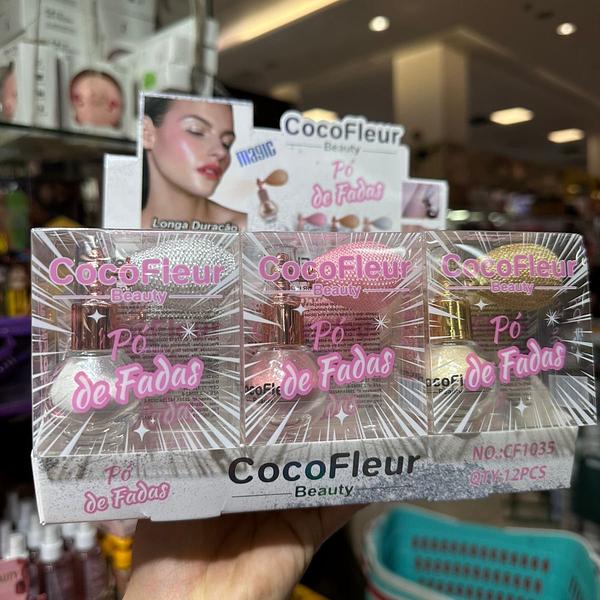 CocoFleur
Beauty
magic
Pó
de Fadas
Longa Duração
CocoFleur
Beauty
Pó
de Fadas
CocoFleur
Beauty
Pó
de Fadas
CocoFleur
Beauty
Pó
de Fadas
Pó
de Fadas
CocoFleur
Beauty
NO.:CF1035
QTY:12PCS